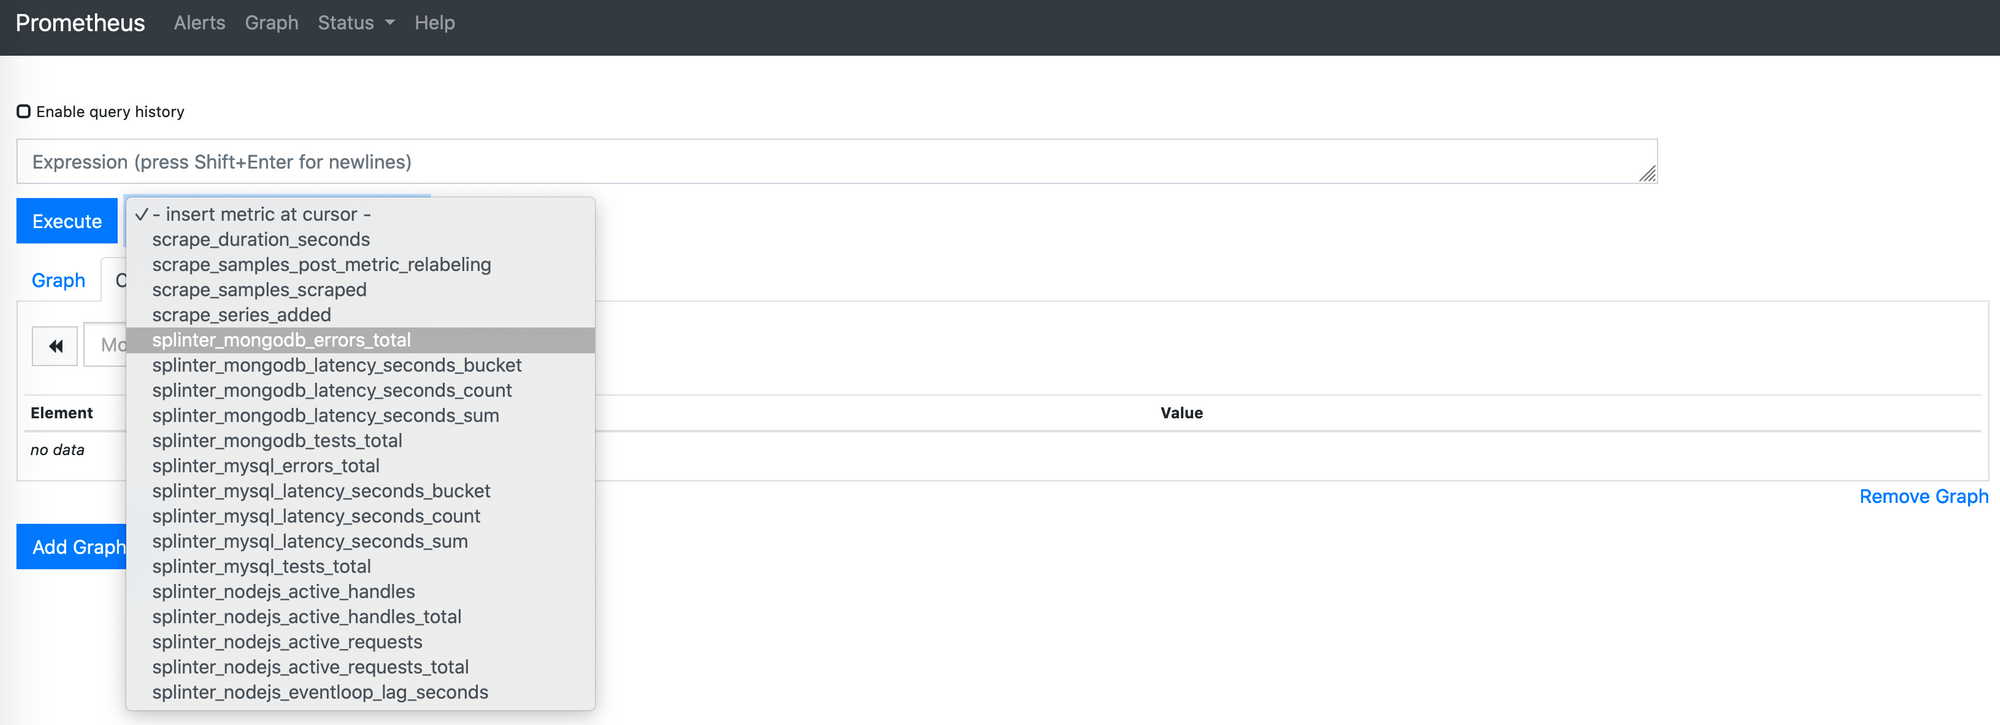 Prometheus Alerts Graph Status Help
Enable query history
Expression (press Shift+Enter for newlines)
Execute
- insert metric at cursor -
scrape_duration_seconds
scrape_samples_post_metric_relabeling
scrape_samples_scraped
scrape_series_added
splinter_mongodb_errors_total
splinter_mongodb_latency_seconds_bucket
splinter_mongodb_latency_seconds_count
splinter_mongodb_latency_seconds_sum
splinter_mongodb_tests_total
splinter_mysql_errors_total
splinter_mysql_latency_seconds_bucket
splinter_mysql_latency_seconds_count
splinter_mysql_latency_seconds_sum
splinter_mysql_tests_total
splinter_nodejs_active_handles
splinter_nodejs_active_handles_total
splinter_nodejs_active_requests
splinter_nodejs_active_requests_total
splinter_nodejs_eventloop_lag_seconds
Graph
Element Value
no data
Remove Graph
Add Graph